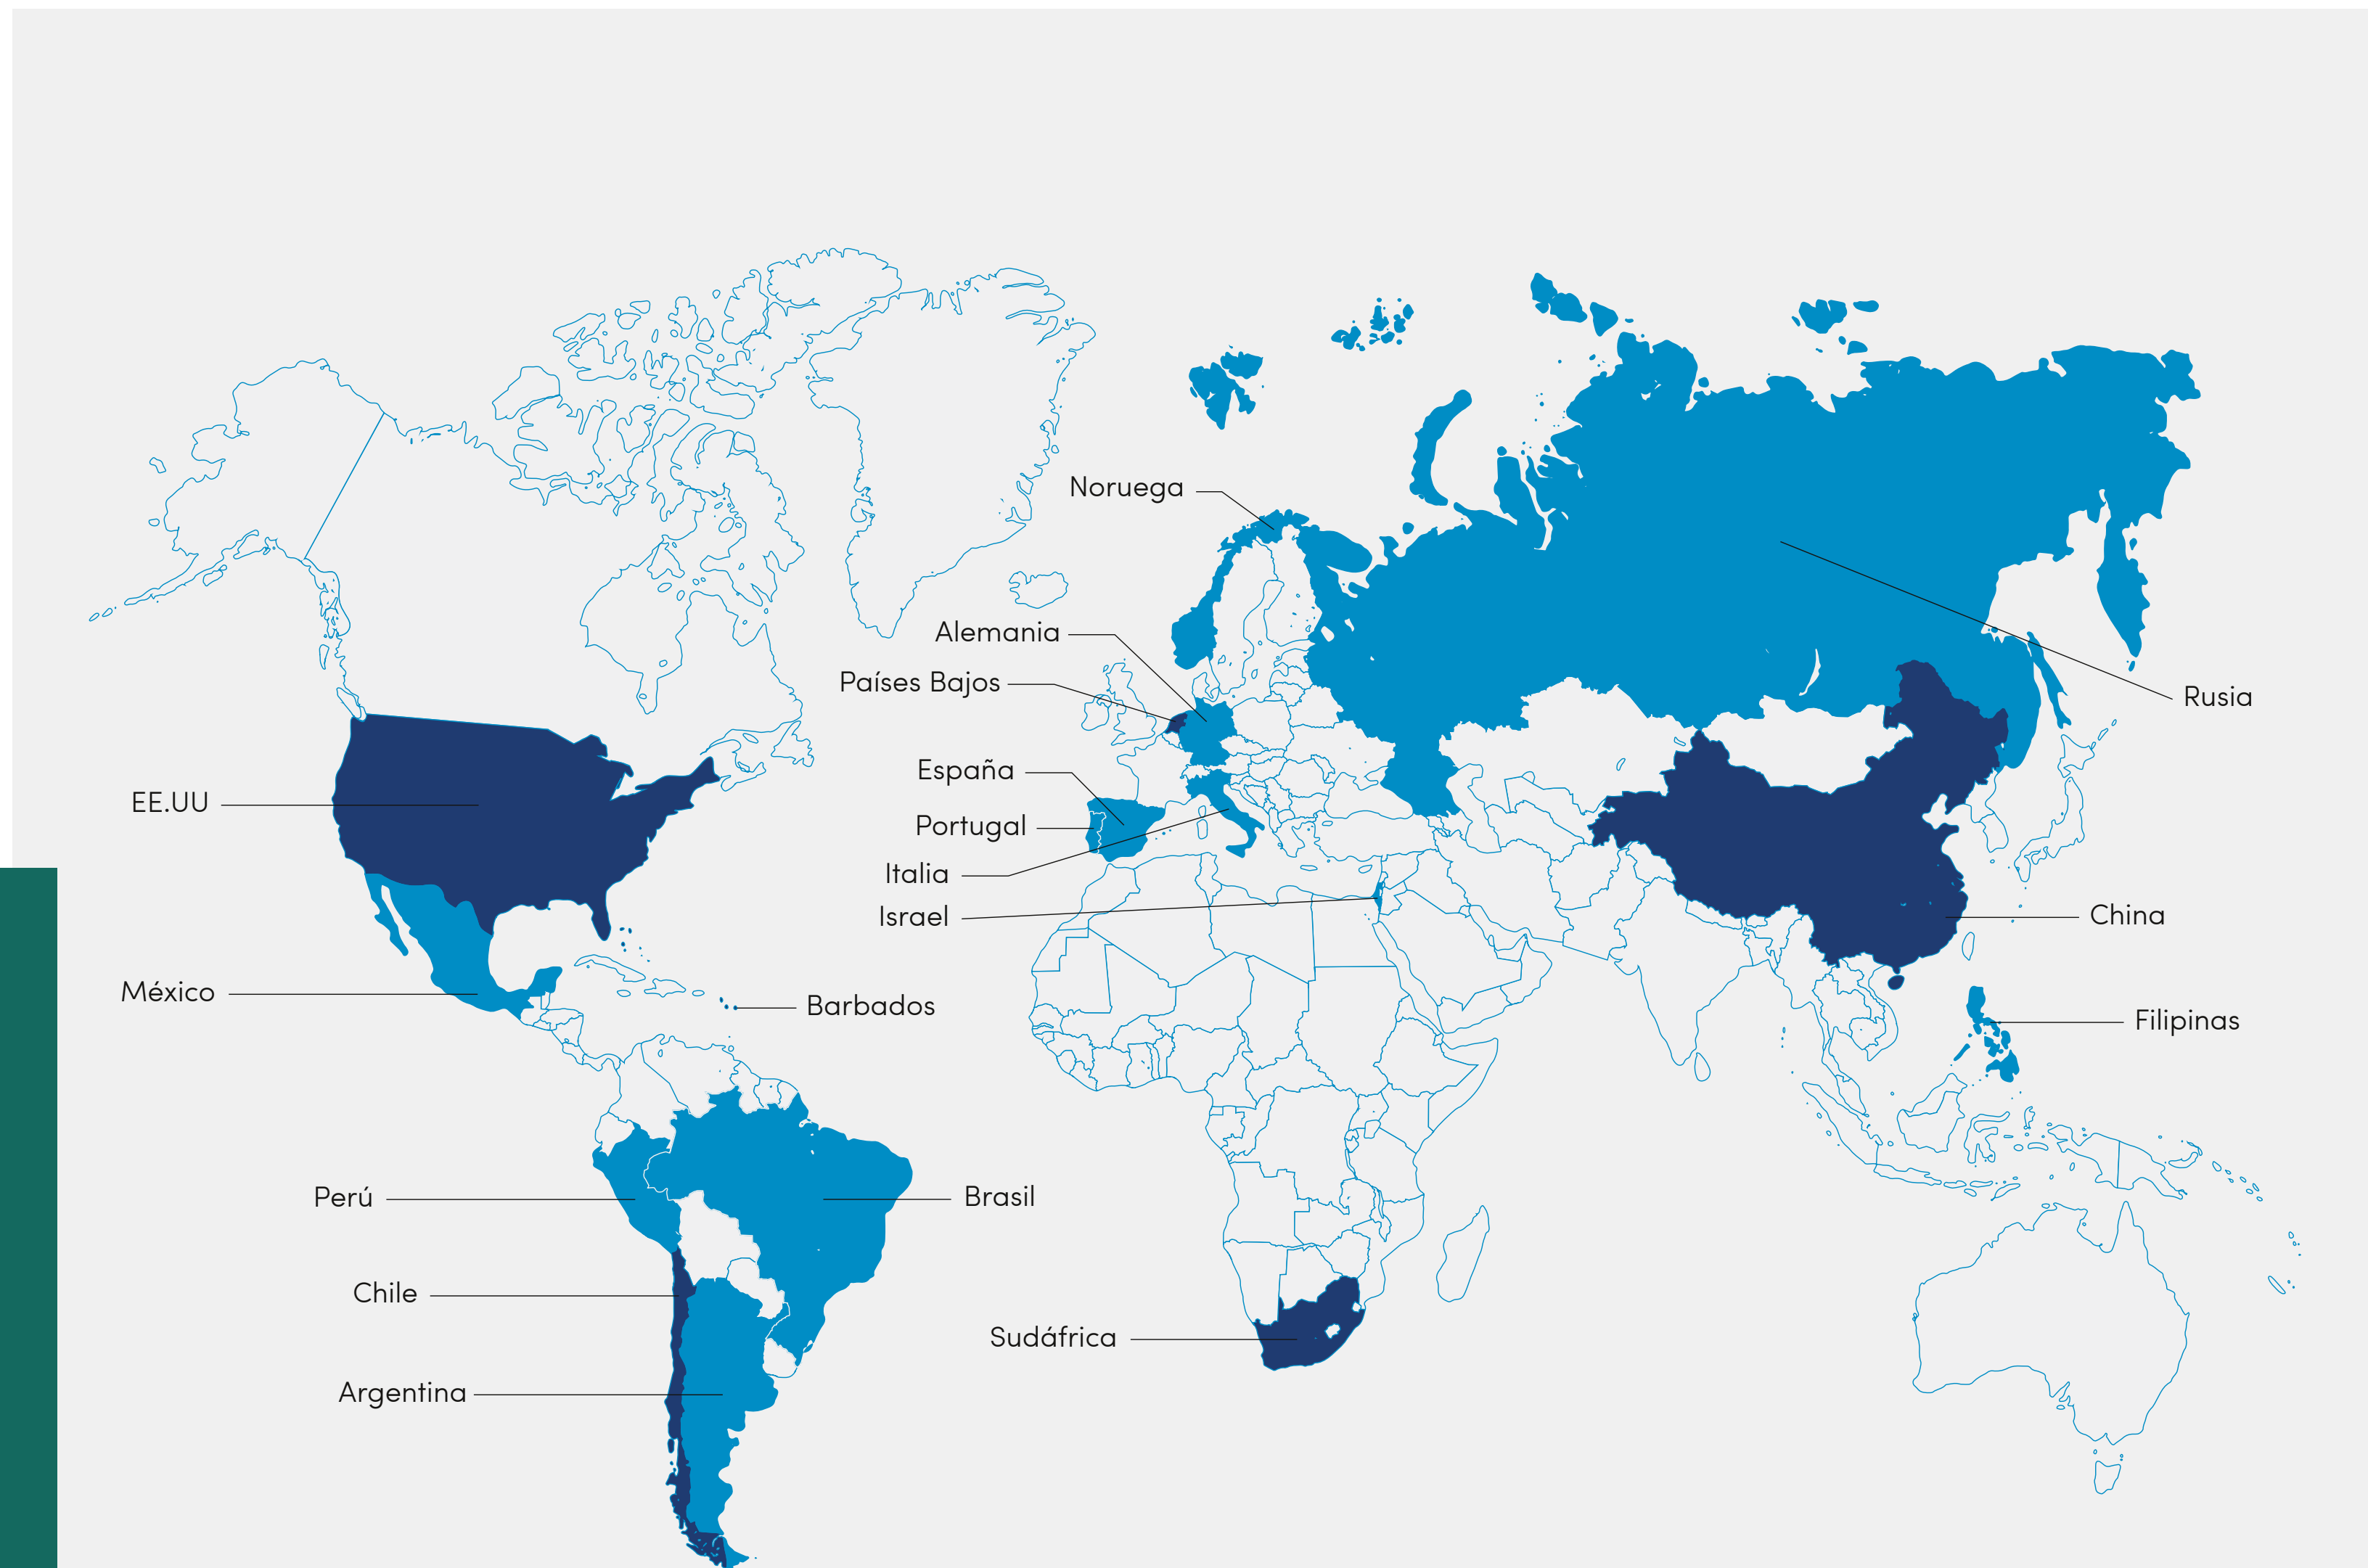 Noruega
Alemania
Países Bajos
Rusia
España
EE.UU
Portugal
Italia
Israel
China
México
Barbados
Filipinas
Perú
Brasil
Chile
Sudáfrica
Argentina